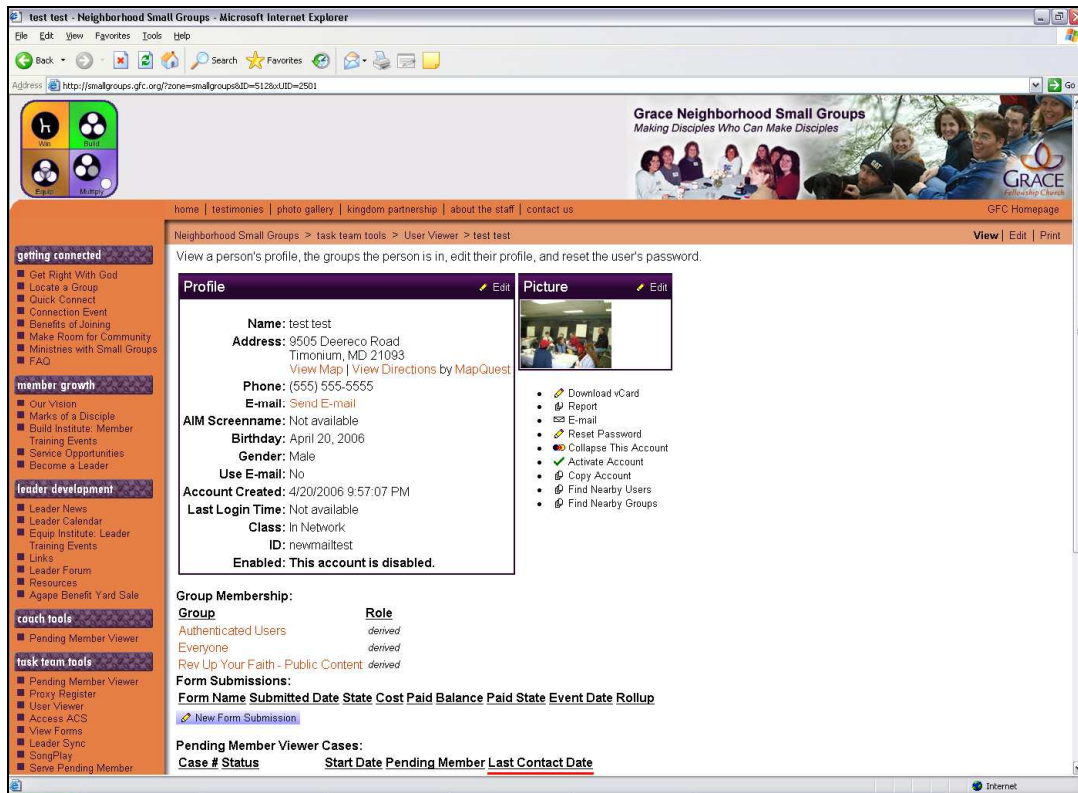 test test - Neighborhood Small Groups - Microsoft Internet Explorer
File Edit View Favorites Tools Help
Back Search Favorites
Address http://smallgroups.gfc.org/?zone=smallgroups&ID=512&xUID=2501 Go
Win Build
Equip Multiply
Grace Neighborhood Small Groups
Making Disciples Who Can Make Disciples
CAT
GRACE
Fellowship Church
home | testimonies | photo gallery | kingdom partnership | about the staff | contact us GFC Homepage
Neighborhood Small Groups > task team tools > User Viewer > test test View | Edit | Print
getting connected
Get Right With God
Locate a Group
Quick Connect
Connection Event
Benefits of Joining
Make Room for Community
Ministries with Small Groups
FAQ
member growth
Our Vision
Marks of a Disciple
Build Institute: Member
Training Events
Service Opportunities
Become a Leader
leader development
Leader News
Leader Calendar
Equip Institute: Leader
Training Events
Links
Leader Forum
Resources
Agape Benefit Yard Sale
coach tools
Pending Member Viewer
task team tools
Pending Member Viewer
Proxy Register
User Viewer
Access ACS
View Forms
Leader Sync
SongPlay
Serve Pending Member
View a person's profile, the groups the person is in, edit their profile, and reset the user's password.
Profile Edit
Name: test test
Address: 9505 Deereco Road
Timonium, MD 21093
View Map | View Directions by MapQuest
Phone: (555) 555-5555
E-mail: Send E-mail
AIM Screenname: Not available
Birthday: April 20, 2006
Gender: Male
Use E-mail: No
Account Created: 4/20/2006 9:57:07 PM
Last Login Time: Not available
Class: In Network
ID: newmailtest
Enabled: This account is disabled.
Picture Edit
Download vCard
Report
E-mail
Reset Password
Collapse This Account
Activate Account
Copy Account
Find Nearby Users
Find Nearby Groups
Group Membership:
Group Role
Authenticated Users derived
Everyone derived
Rev Up Your Faith - Public Content derived
Form Submissions:
Form Name Submitted Date State Cost Paid Balance Paid State Event Date Rollup
New Form Submission
Pending Member Viewer Cases:
Case # Status Start Date Pending Member Last Contact Date
Internet